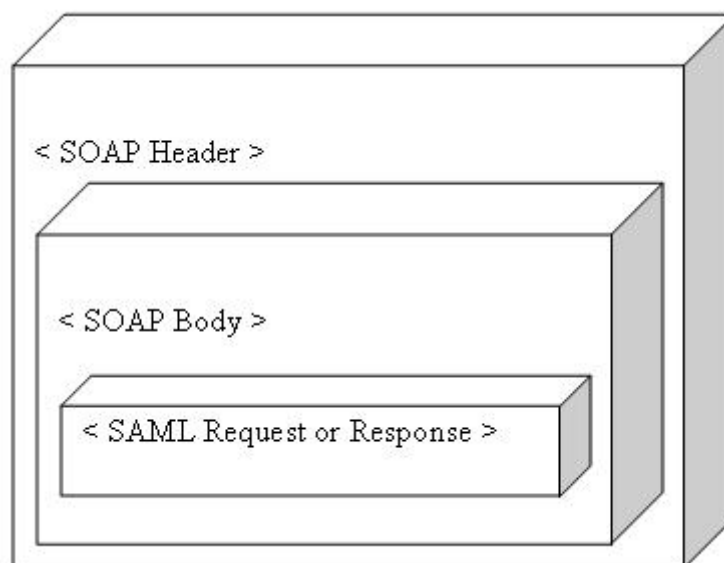 < SOAP Header >
< SOAP Body >
< SAML Request or Response >